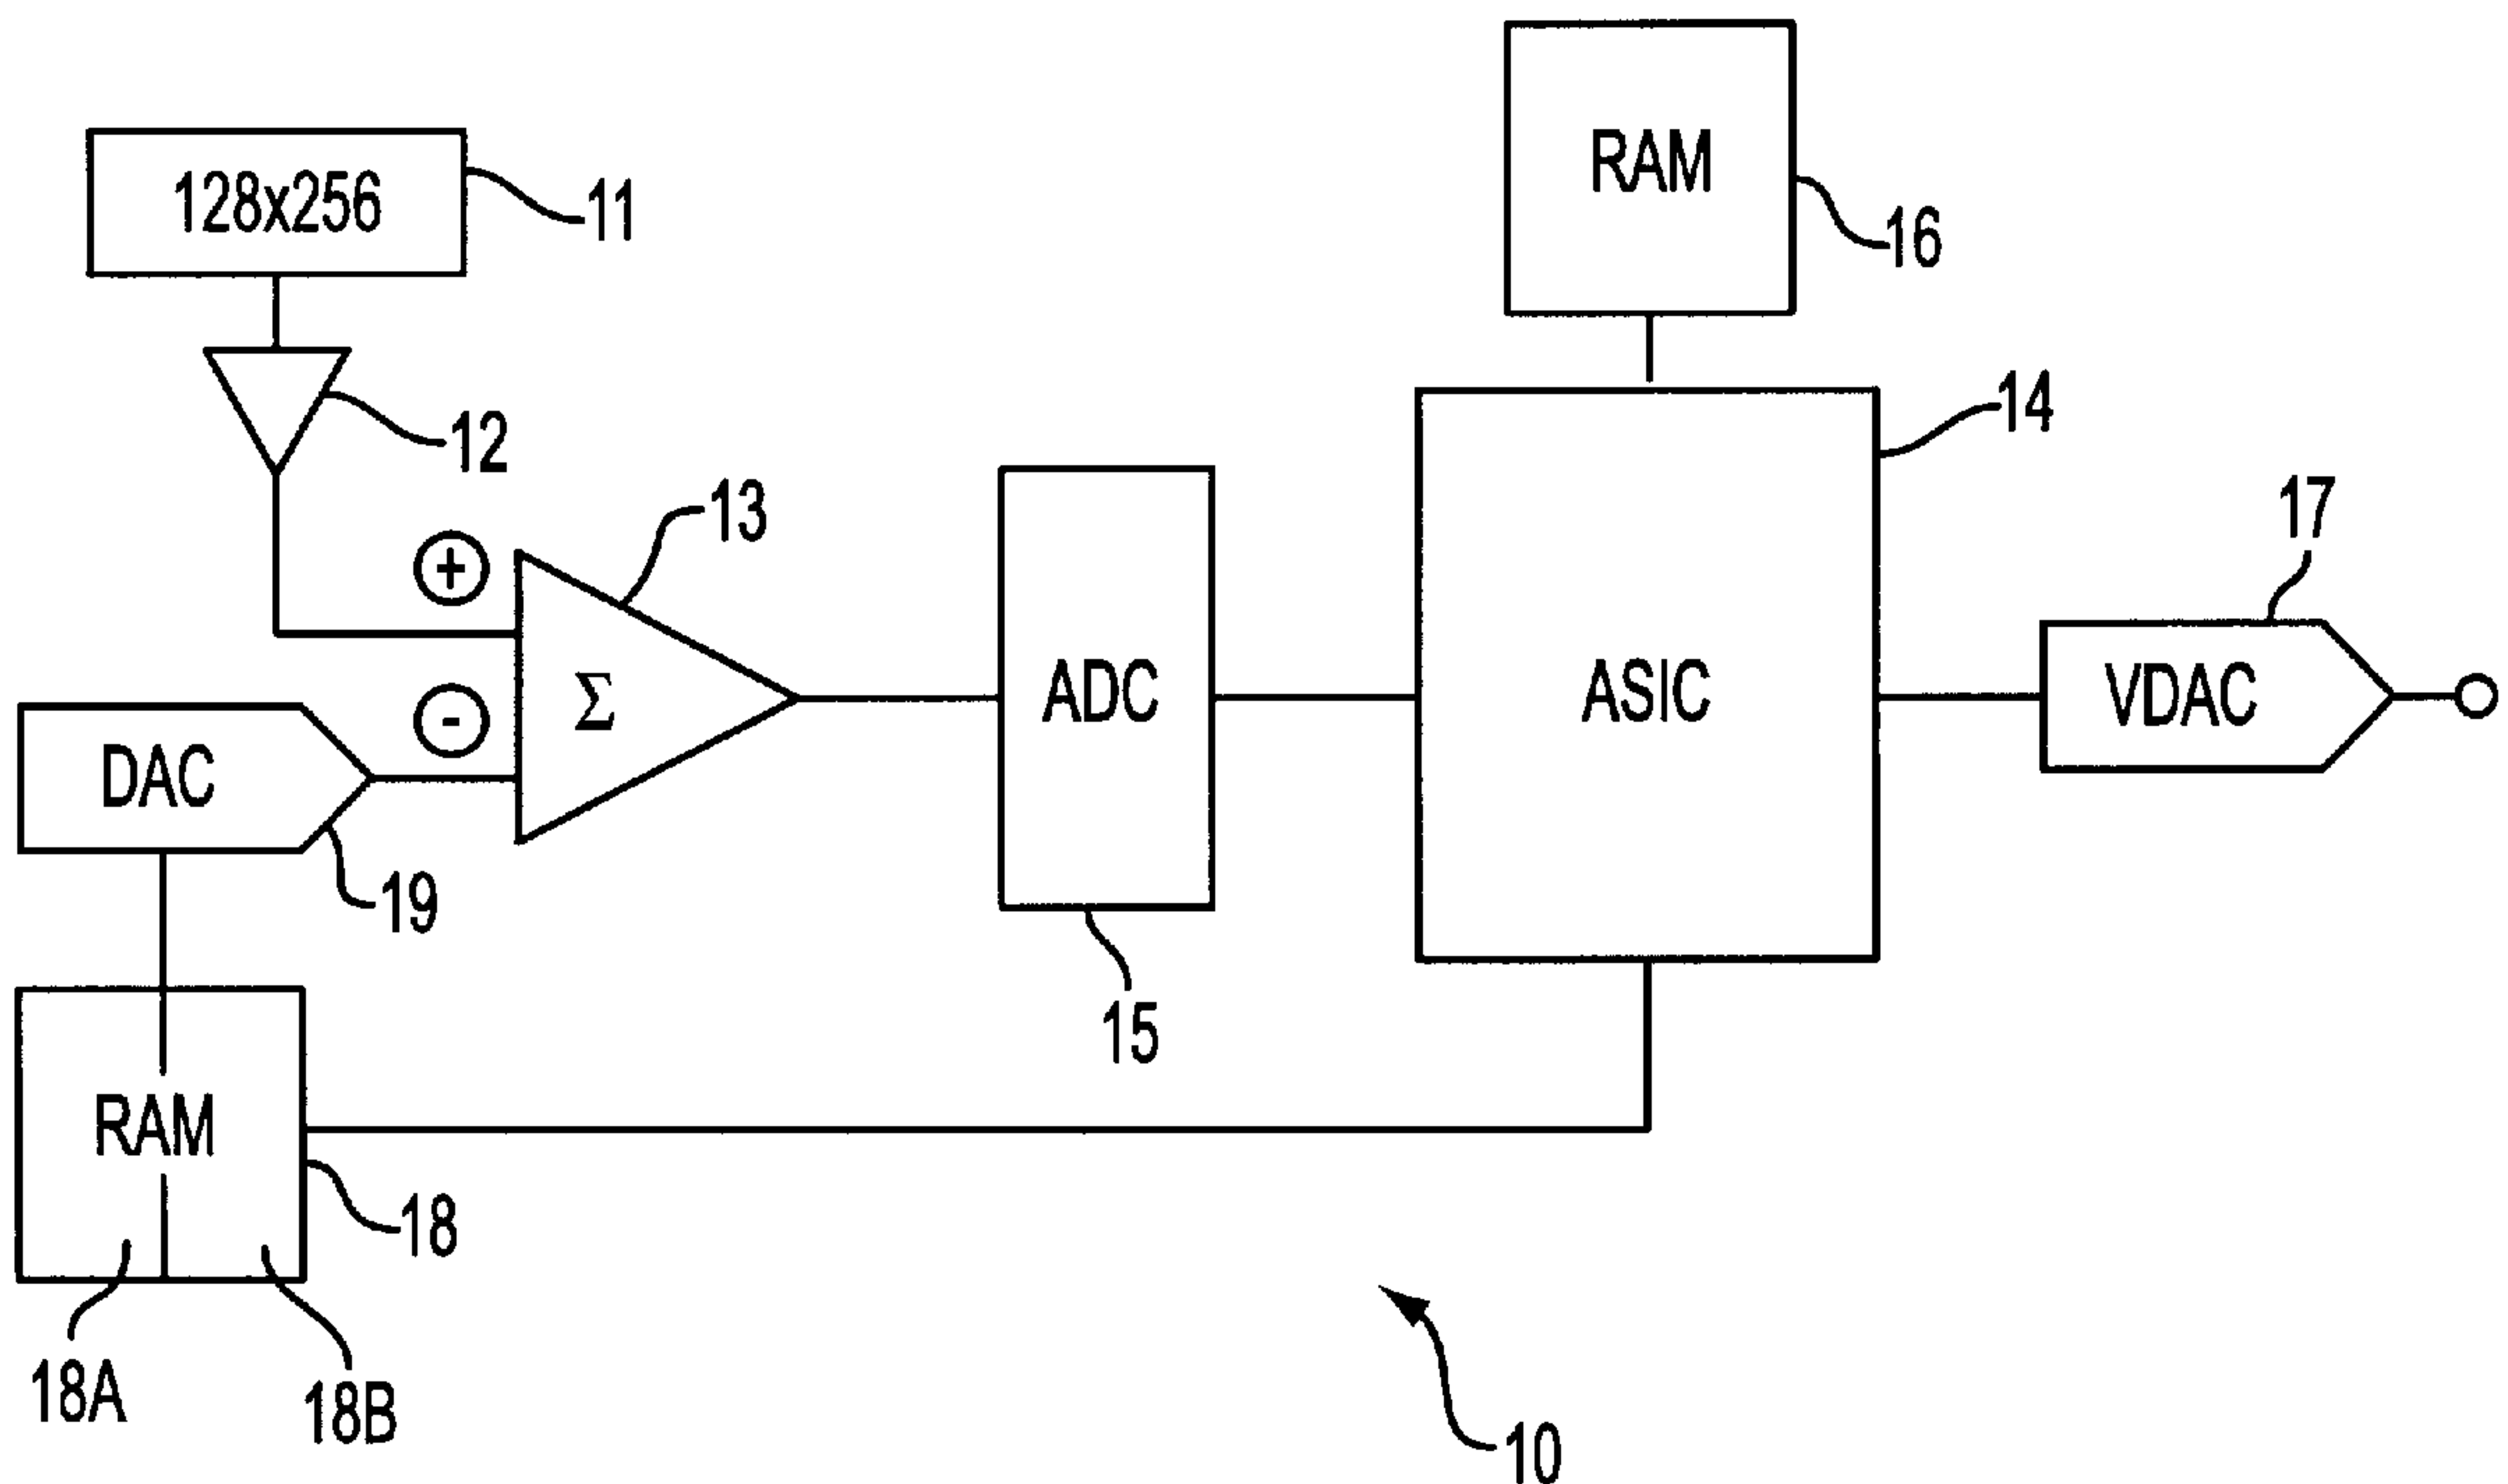 RAM
128x256
11
16
14
12
17
13
+
Σ
ADC
ASIC
VDAC
-
DAC
19
15
RAM
18
18A
18B
10